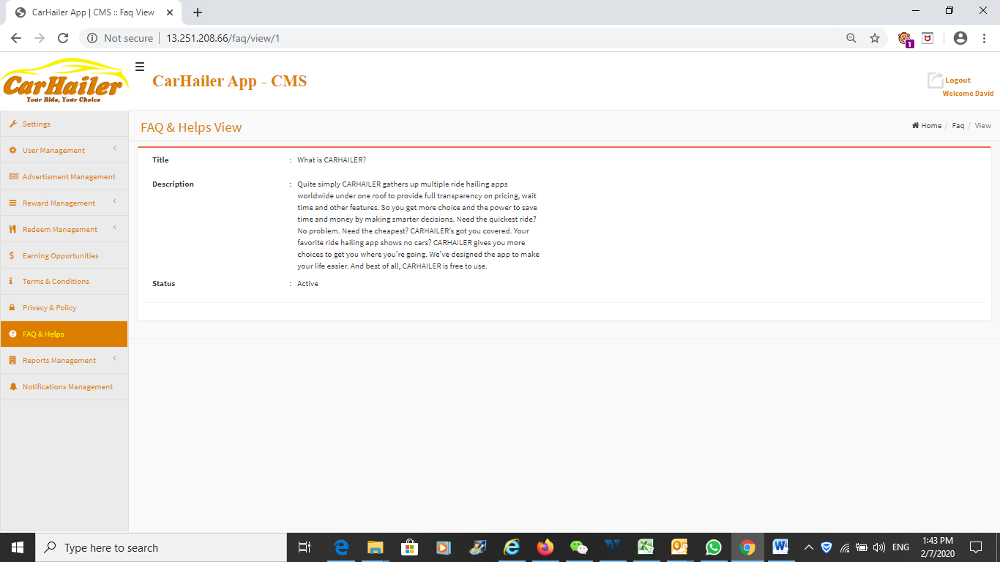 CarHailer App | CMS :: Faq View
Not secure | 13.251.208.66/faq/view/1
1
CarHailer
Your Ride, Your Choice
CarHailer App - CMS
Logout
Welcome David
Settings
User Management
Advertisment Management
Reward Management
Redeem Management
Earning Opportunities
Terms & Conditions
Privacy & Policy
FAQ & Helps
Reports Management
Notifications Management
FAQ & Helps View
Home / Faq / View
Title : What is CARHAILER?
Description : Quite simply CARHAILER gathers up multiple ride hailing apps
worldwide under one roof to provide full transparency on pricing, wait
time and other features. So you get more choice and the power to save
time and money by making smarter decisions. Need the quickest ride?
No problem. Need the cheapest? CARHAILER's got you covered. Your
favorite ride hailing app shows no cars? CARHAILER gives you more
choices to get you where you're going. We've designed the app to make
your life easier. And best of all, CARHAILER is free to use.
Status : Active
Type here to search
ENG
1:43 PM
2/7/2020